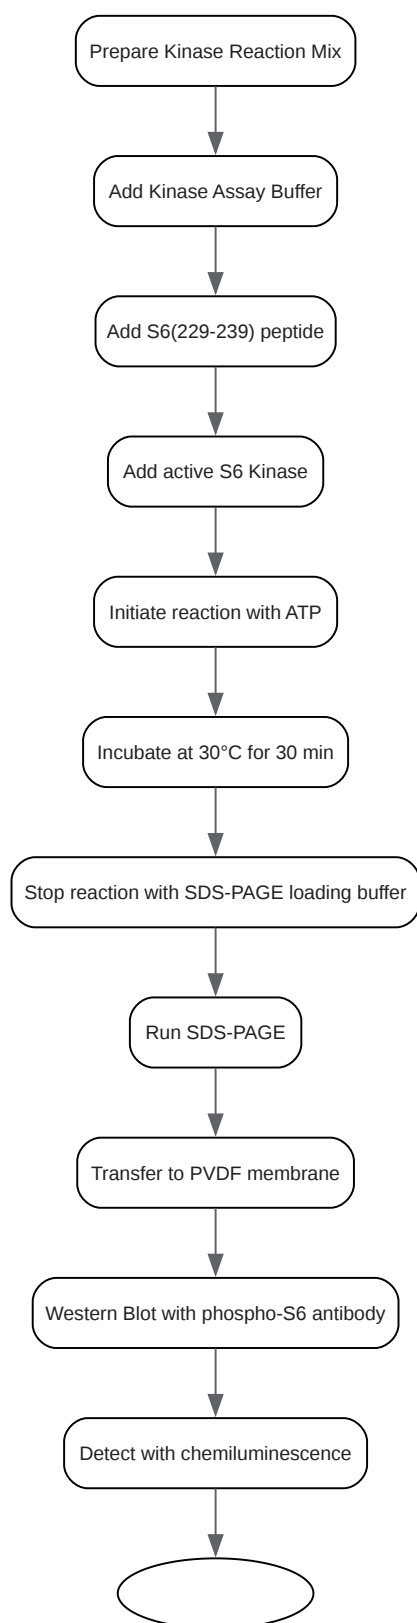 Prepare Kinase Reaction Mix
Add Kinase Assay Buffer
Add S6(229-239) peptide
Add active S6 Kinase
Initiate reaction with ATP
Incubate at 30°C for 30 min
Stop reaction with SDS-PAGE loading buffer
Run SDS-PAGE
Transfer to PVDF membrane
Western Blot with phospho-S6 antibody
Detect with chemiluminescence